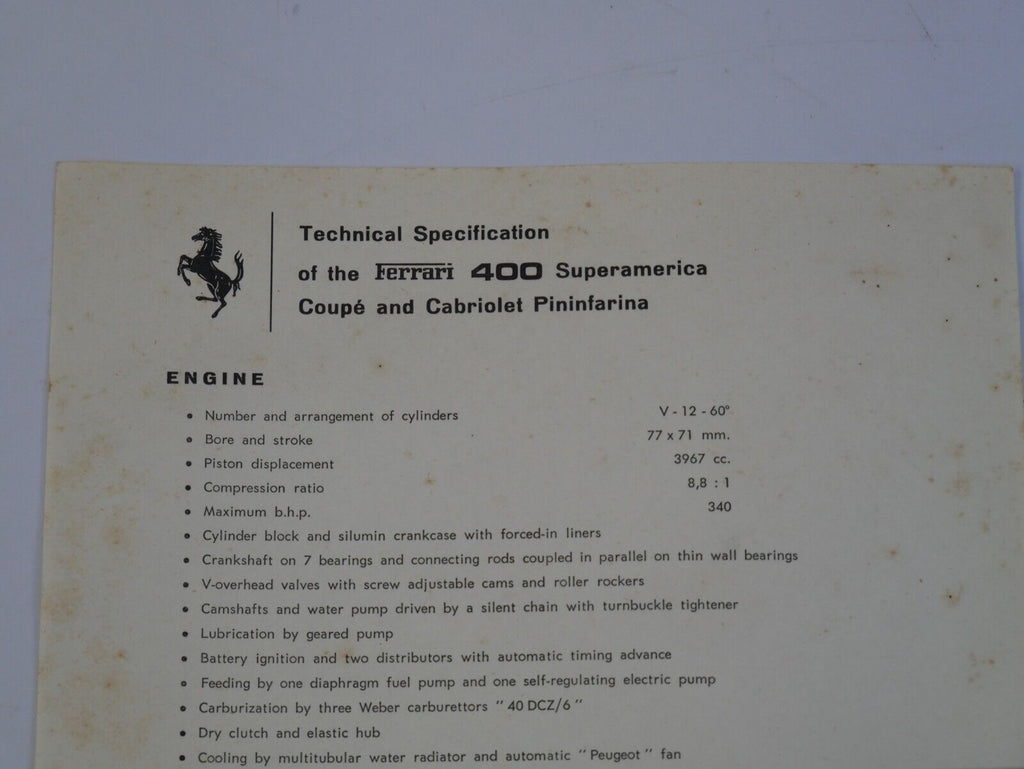 Technical Specification
of the Ferrari 400 Superamerica
Coupé and Cabriolet Pininfarina
ENGINE
• Number and arrangement of cylinders V - 12 - 60°
• Bore and stroke 77 x 71 mm.
• Piston displacement 3967 cc.
• Compression ratio 8,8 : 1
• Maximum b.h.p. 340
• Cylinder block and silumin crankcase with forced-in liners
• Crankshaft on 7 bearings and connecting rods coupled in parallel on thin wall bearings
• V-overhead valves with screw adjustable cams and roller rockers
• Camshafts and water pump driven by a silent chain with turnbuckle tightener
• Lubrication by geared pump
• Battery ignition and two distributors with automatic timing advance
• Feeding by one diaphragm fuel pump and one self-regulating electric pump
• Carburization by three Weber carburettors " 40 DCZ/6 "
• Dry clutch and elastic hub
• Cooling by multitubular water radiator and automatic " Peugeot " fan